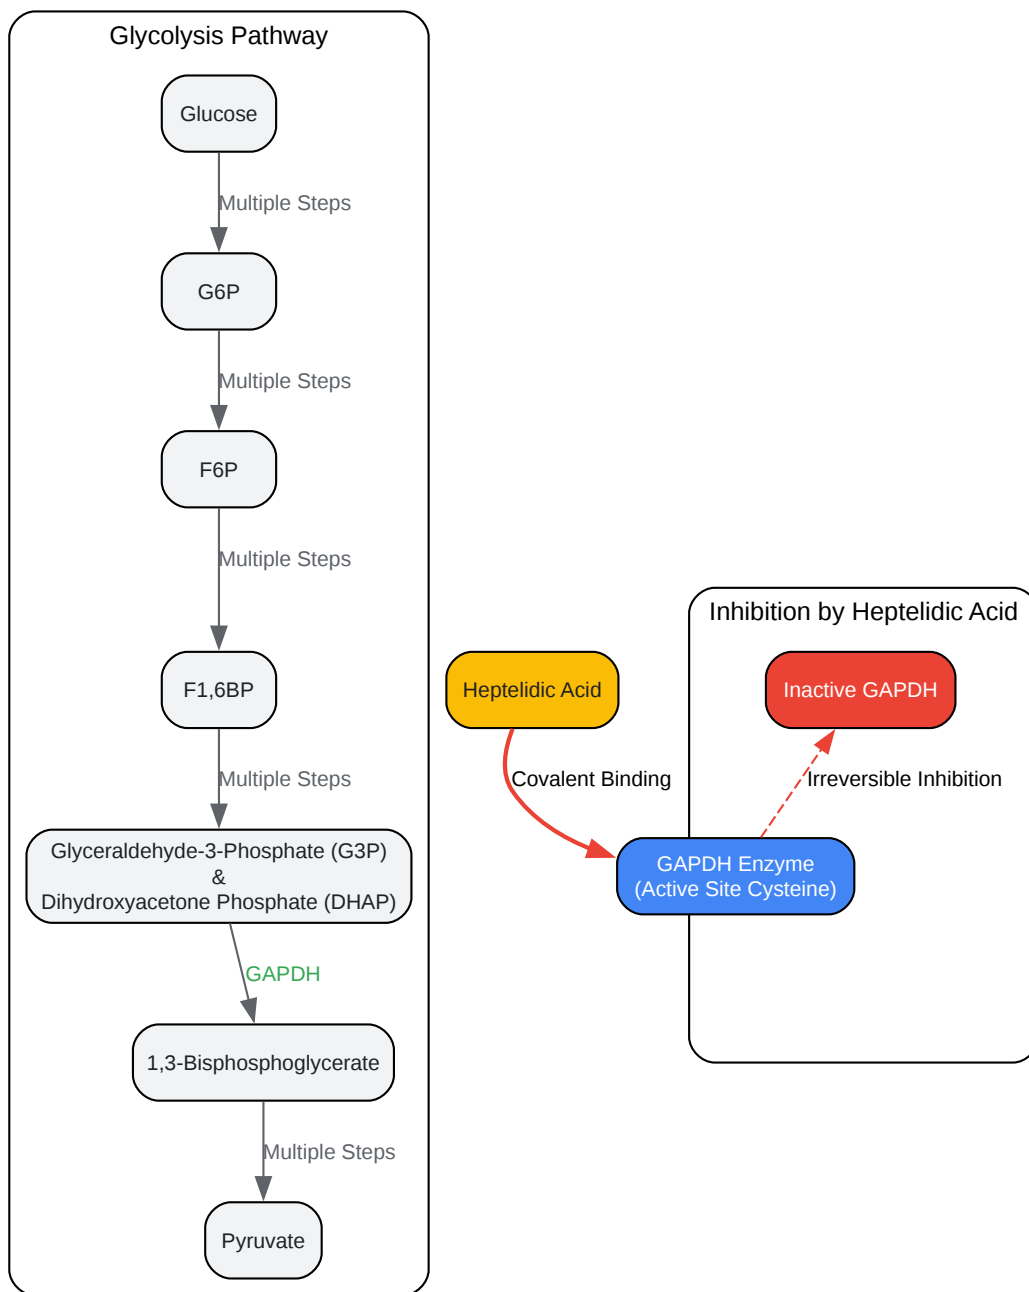 Glycolysis Pathway
Glucose
Multiple Steps
G6P
Multiple Steps
F6P
Multiple Steps
F1,6BP
Multiple Steps
Glyceraldehyde-3-Phosphate (G3P)
&
Dihydroxyacetone Phosphate (DHAP)
GAPDH
1,3-Bisphosphoglycerate
Multiple Steps
Pyruvate
Heptelidic Acid
Covalent Binding
Inhibition by Heptelidic Acid
Inactive GAPDH
Irreversible Inhibition
GAPDH Enzyme
(Active Site Cysteine)